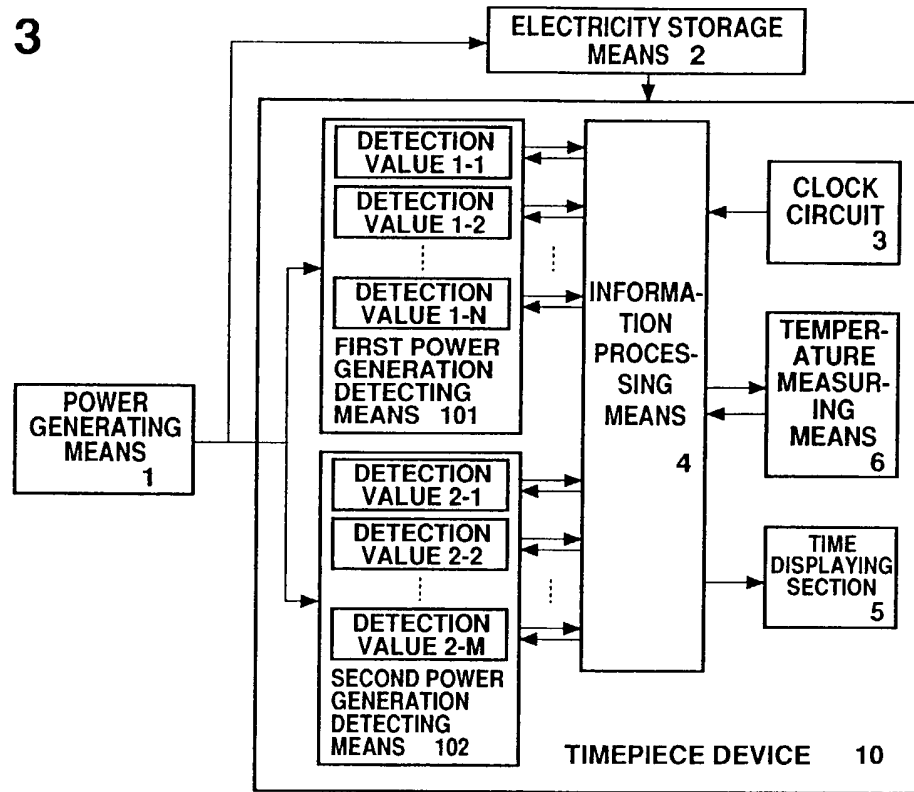 3
ELECTRICITY STORAGE
MEANS 2
DETECTION
VALUE 1-1
DETECTION
VALUE 1-2
DETECTION
VALUE 1-N
FIRST POWER
GENERATION
DETECTING
MEANS 101
POWER
GENERATING
MEANS
1
DETECTION
VALUE 2-1
DETECTION
VALUE 2-2
DETECTION
VALUE 2-M
SECOND POWER
GENERATION
DETECTING
MEANS 102
INFORMA-
TION
PROCES-
SING
MEANS
4
CLOCK
CIRCUIT
3
TEMPER-
ATURE
MEASUR-
ING
MEANS
6
TIME
DISPLAYING
SECTION
5
TIMEPIECE DEVICE 10